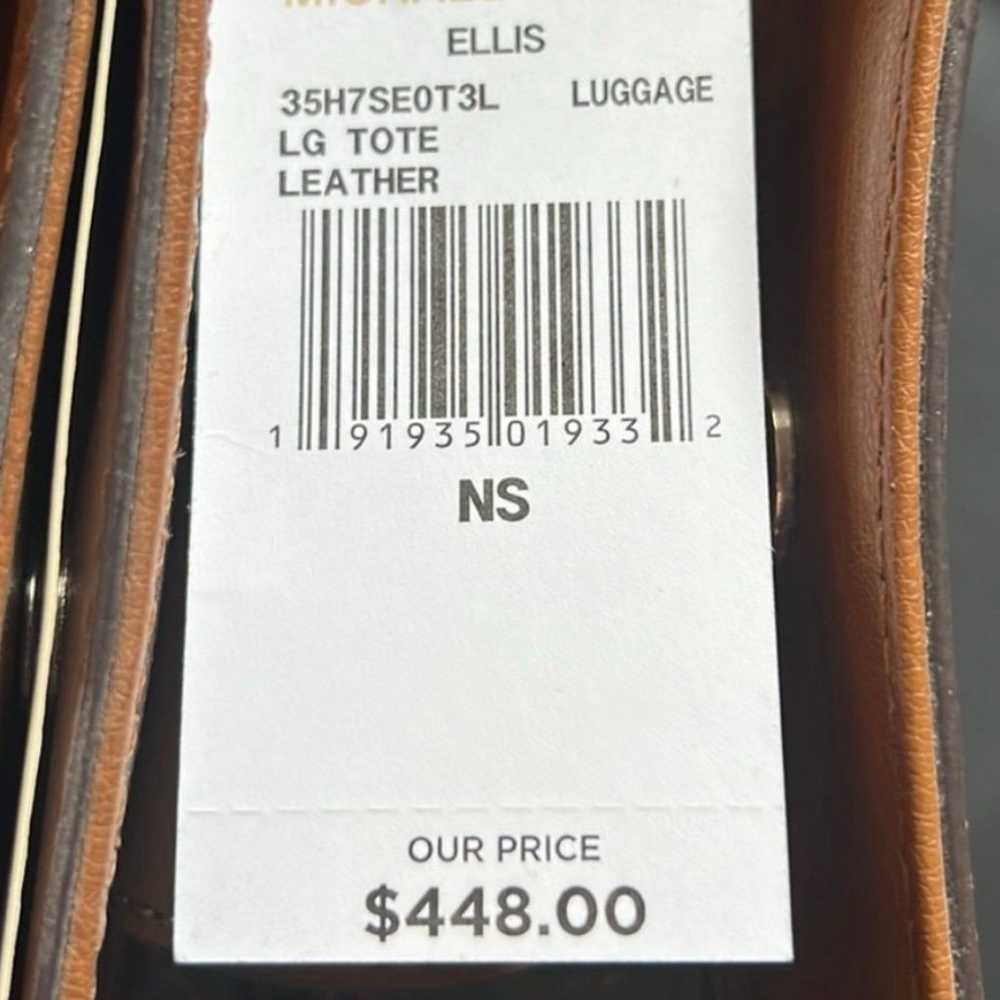 ELLIS
35H7SE0T3L LUGGAGE
LG TOTE
LEATHER
1 91935 01933 2
NS
OUR PRICE
$448.00